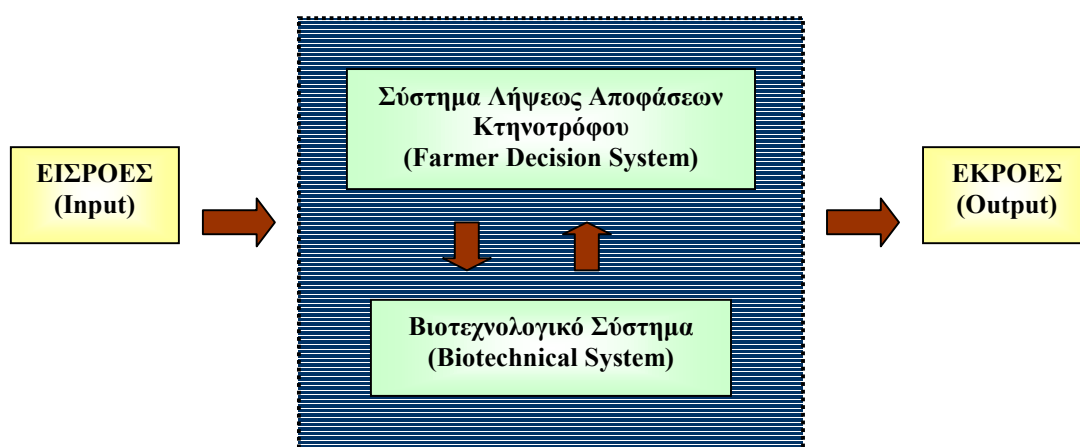 ΕΙΣΡΟΕΣ
(Input)
Σύστημα Λήψεως Αποφάσεων
Κτηνοτρόφου
(Farmer Decision System)
Βιοτεχνολογικό Σύστημα
(Biotechnical System)
ΕΚΡΟΕΣ
(Output)